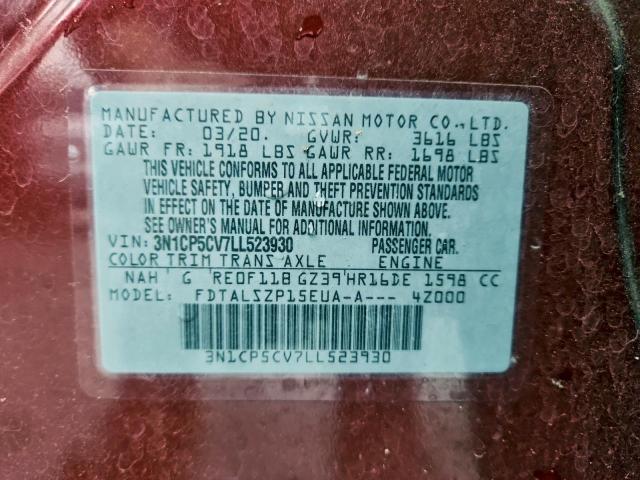 MANUFACTURED BY NISSAN MOTOR CO., LTD.
DATE: 03/20. GVWR: 3616 LBS
GAWR FR: 1918 LBS GAWR RR: 1698 LBS
THIS VEHICLE CONFORMS TO ALL APPLICABLE FEDERAL MOTOR
VEHICLE SAFETY, BUMPER AND THEFT PREVENTION STANDARDS
IN EFFECT ON THE DATE OF MANUFACTURE SHOWN ABOVE.
SEE OWNER'S MANUAL FOR ADDITIONAL INFORMATION.
VIN: 3N1CP5CV7LL523930 PASSENGER CAR.
COLOR TRIM TRANS AXLE ENGINE
NAH G RE0F11B GZ39 HR16DE 1598 CC
FDTALSZP15EUA-A--- 4Z000
3N1CP5CV7LL523930